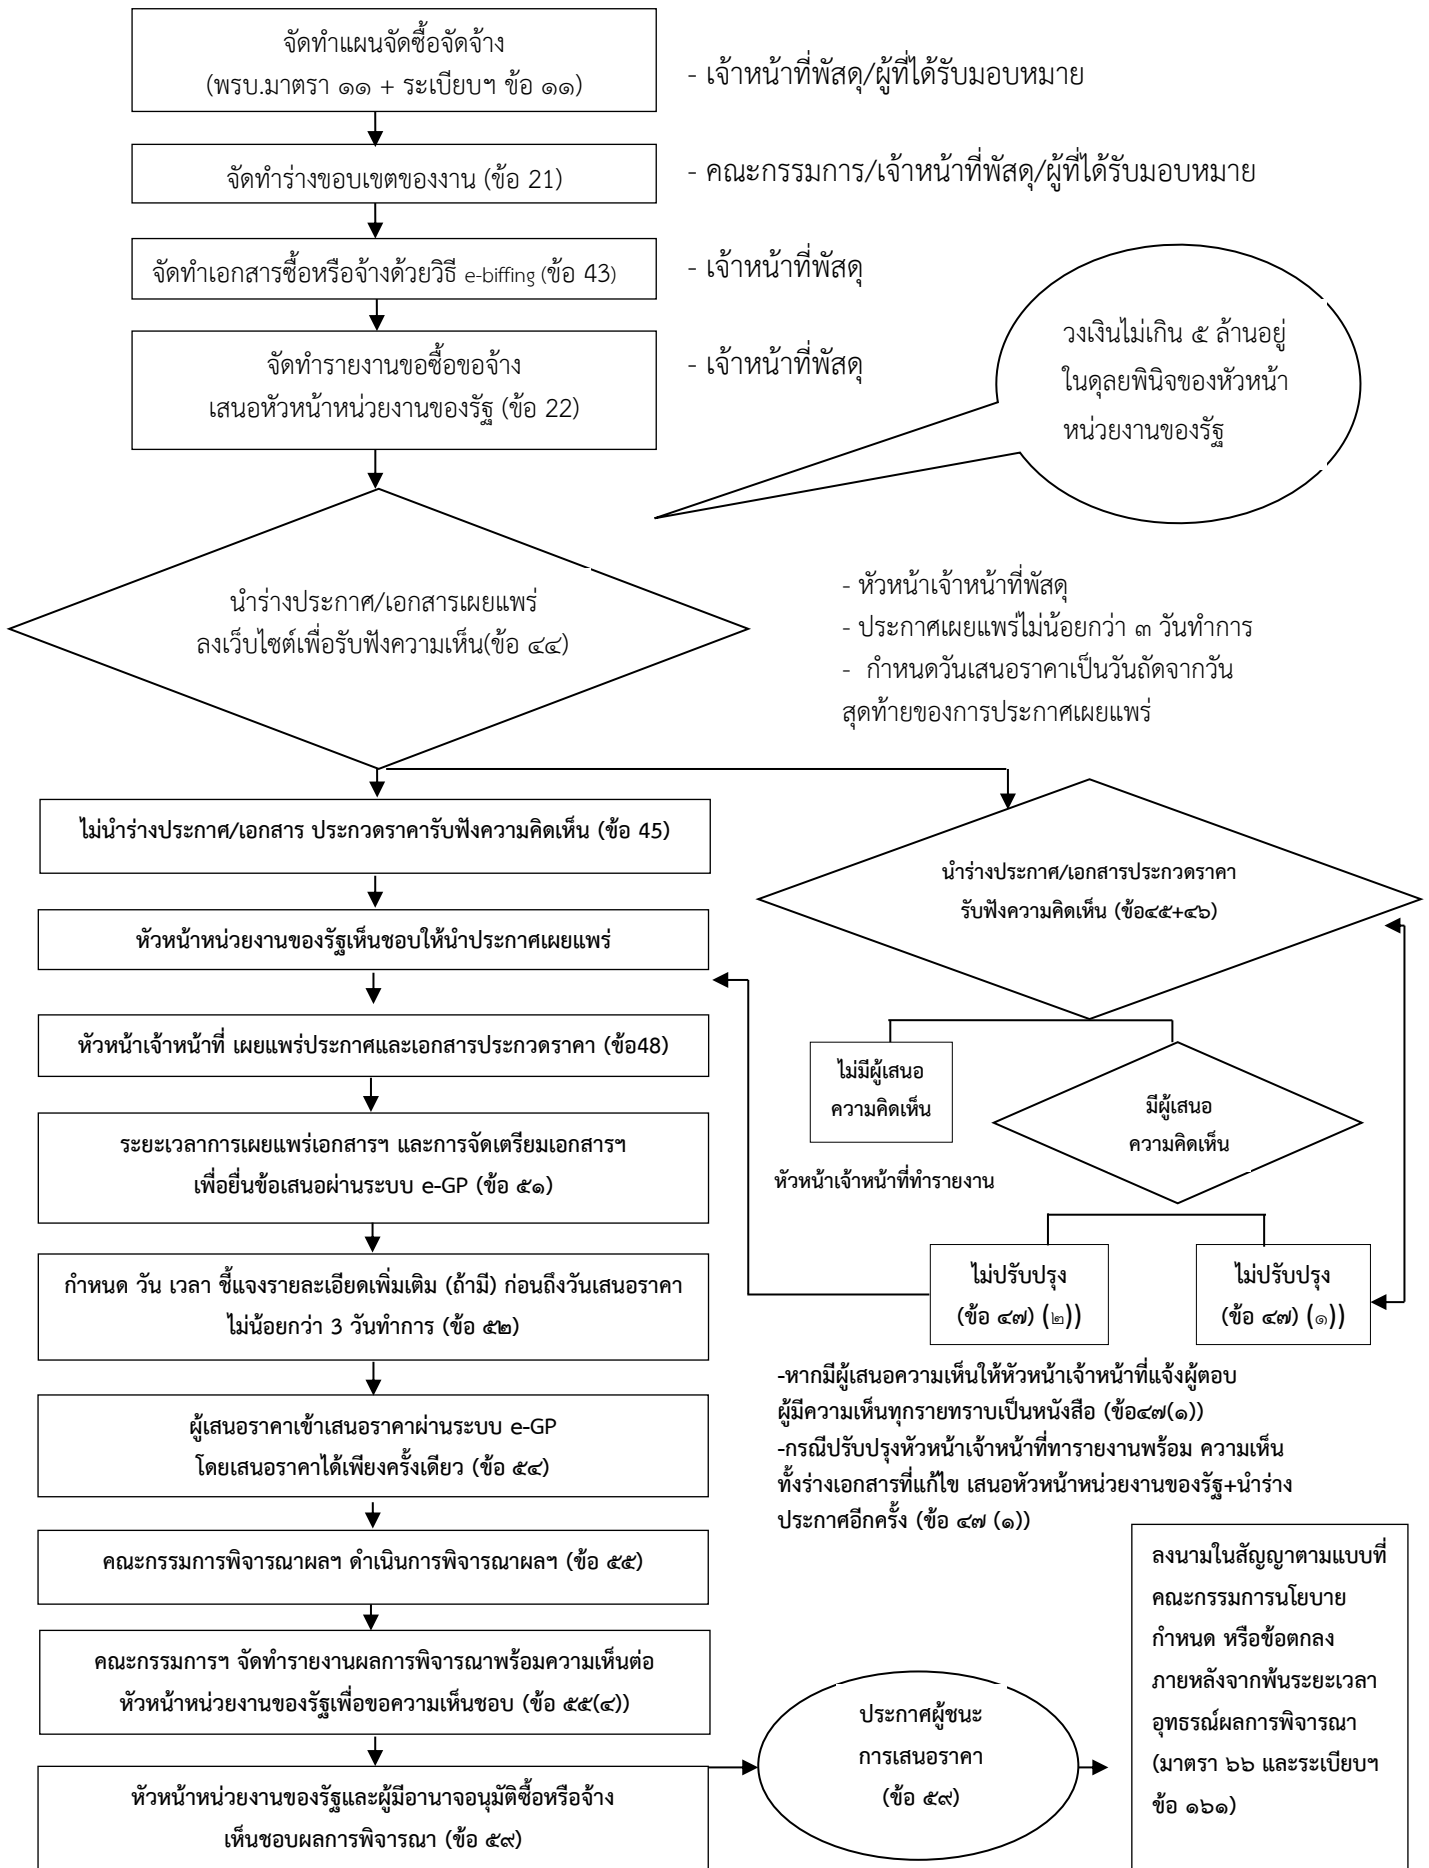 จัดทำแผนจัดซื้อจัดจ้าง
(พรบ.มาตรา ๑๑ + ระเบียบฯ ข้อ ๑๑)
- เจ้าหน้าที่พัสดุ/ผู้ที่ได้รับมอบหมาย
จัดทำร่างขอบเขตของงาน (ข้อ 21)
- คณะกรรมการ/เจ้าหน้าที่พัสดุ/ผู้ที่ได้รับมอบหมาย
จัดทำเอกสารซื้อหรือจ้างด้วยวิธี e-biffing (ข้อ 43)
- เจ้าหน้าที่พัสดุ
จัดทำรายงานขอซื้อขอจ้าง
เสนอหัวหน้าหน่วยงานของรัฐ (ข้อ 22)
- เจ้าหน้าที่พัสดุ
วงเงินไม่เกิน ๕ ล้านอยู่
ในดุลยพินิจของหัวหน้า
หน่วยงานของรัฐ
นำร่างประกาศ/เอกสารเผยแพร่
ลงเว็บไซต์เพื่อรับฟังความเห็น(ข้อ ๔๔)
- หัวหน้าเจ้าหน้าที่พัสดุ
- ประกาศเผยแพร่ไม่น้อยกว่า ๓ วันทำการ
- กำหนดวันเสนอราคาเป็นวันถัดจากวัน
สุดท้ายของการประกาศเผยแพร่
ไม่นำร่างประกาศ/เอกสาร ประกวดราคารับฟังความคิดเห็น (ข้อ 45)
นำร่างประกาศ/เอกสารประกวดราคา
รับฟังความคิดเห็น (ข้อ๔๕+๔๖)
หัวหน้าหน่วยงานของรัฐเห็นชอบให้นำประกาศเผยแพร่
หัวหน้าเจ้าหน้าที่ เผยแพร่ประกาศและเอกสารประกวดราคา (ข้อ48)
ไม่มีผู้เสนอ
ความคิดเห็น
มีผู้เสนอ
ความคิดเห็น
หัวหน้าเจ้าหน้าที่ทำรายงาน
ระยะเวลาการเผยแพร่เอกสารฯ และการจัดเตรียมเอกสารฯ
เพื่อยื่นข้อเสนอผ่านระบบ e-GP (ข้อ ๕๑)
ไม่ปรับปรุง
(ข้อ ๔๗) (๒))
ไม่ปรับปรุง
(ข้อ ๔๗) (๑))
กำหนด วัน เวลา ชี้แจงรายละเอียดเพิ่มเติม (ถ้ามี) ก่อนถึงวันเสนอราคา
ไม่น้อยกว่า 3 วันทำการ (ข้อ ๕๒)
-หากมีผู้เสนอความเห็นให้หัวหน้าเจ้าหน้าที่แจ้งผู้ตอบ
ผู้มีความเห็นทุกรายทราบเป็นหนังสือ (ข้อ๔๗(๑))
-กรณีปรับปรุงหัวหน้าเจ้าหน้าที่ทารายงานพร้อม ความเห็น
ทั้งร่างเอกสารที่แก้ไข เสนอหัวหน้าหน่วยงานของรัฐ+นำร่าง
ประกาศอีกครั้ง (ข้อ ๔๗ (๑))
ผู้เสนอราคาเข้าเสนอราคาผ่านระบบ e-GP
โดยเสนอราคาได้เพียงครั้งเดียว (ข้อ ๕๔)
คณะกรรมการพิจารณาผลฯ ดำเนินการพิจารณาผลฯ (ข้อ ๕๕)
คณะกรรมการฯ จัดทำรายงานผลการพิจารณาพร้อมความเห็นต่อ
หัวหน้าหน่วยงานของรัฐเพื่อขอความเห็นชอบ (ข้อ ๕๕(๔))
หัวหน้าหน่วยงานของรัฐและผู้มีอานาจอนุมัติซื้อหรือจ้าง
เห็นชอบผลการพิจารณา (ข้อ ๕๙)
ประกาศผู้ชนะ
การเสนอราคา
(ข้อ ๕๙)
ลงนามในสัญญาตามแบบที่
คณะกรรมการนโยบาย
กำหนด หรือข้อตกลง
ภายหลังจากพ้นระยะเวลา
อุทธรณ์ผลการพิจารณา
(มาตรา ๖๖ และระเบียบฯ
ข้อ ๑๖๑)